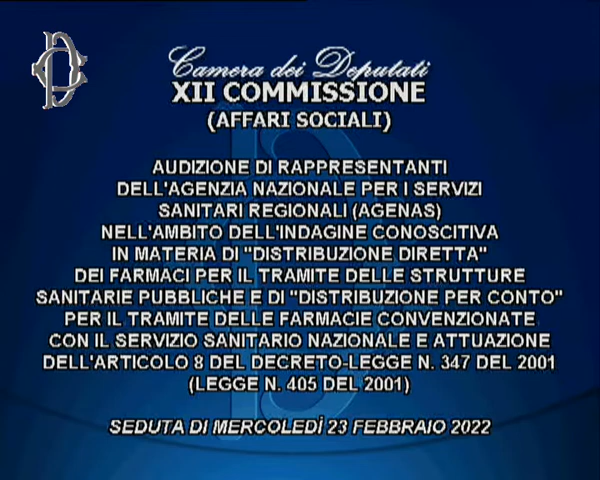 Camera dei Deputati
XII COMMISSIONE
(AFFARI SOCIALI)
AUDIZIONE DI RAPPRESENTANTI
DELL'AGENZIA NAZIONALE PER I SERVIZI
SANITARI REGIONALI (AGENAS)
NELL'AMBITO DELL'INDAGINE CONOSCITIVA
IN MATERIA DI "DISTRIBUZIONE DIRETTA"
DEI FARMACI PER IL TRAMITE DELLE STRUTTURE
SANITARIE PUBBLICHE E DI "DISTRIBUZIONE PER CONTO"
PER IL TRAMITE DELLE FARMACIE CONVENZIONATE
CON IL SERVIZIO SANITARIO NAZIONALE E ATTUAZIONE
DELL'ARTICOLO 8 DEL DECRETO-LEGGE N. 347 DEL 2001
(LEGGE N. 405 DEL 2001)
SEDUTA DI MERCOLEDÍ 23 FEBBRAIO 2022